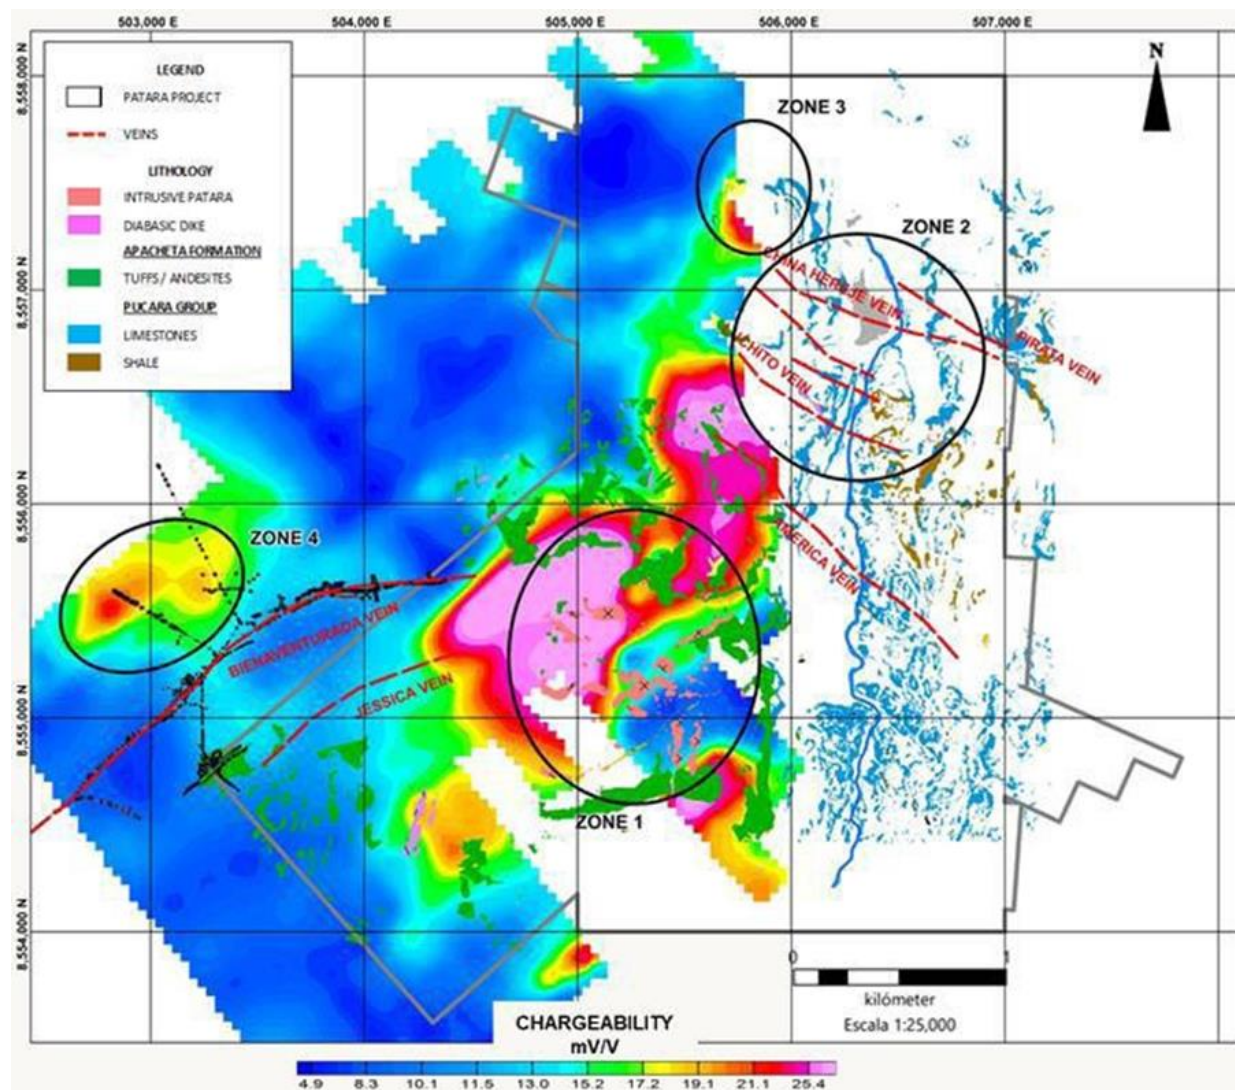 503,000 E
504,000 E
505,000 E
506,000 E
507,000 E
8,558,000 N
8,557,000 N
8,556,000 N
8,555,000 N
8,554,000 N
LEGEND
PATARA PROJECT
VEINS
LITHOLOGY
INTRUSIVE PATARA
DIABASIC DIKE
APACHETA FORMATION
TUFFS / ANDESITES
PUCARA GROUP
LIMESTONES
SHALE
N
ZONE 3
ZONE 2
VEIN
PIRATA VEIN
VEIN
ZONE 4
AMERICA VEIN
BIENAVENTURADA VEIN
JESSICA VEIN
ZONE 1
0
1
kilómeter
Escala 1:25,000
CHARGEABILITY
mV/V
4.9 8.3 10.1 11.5 13.0 15.2 17.2 19.1 21.1 25.4